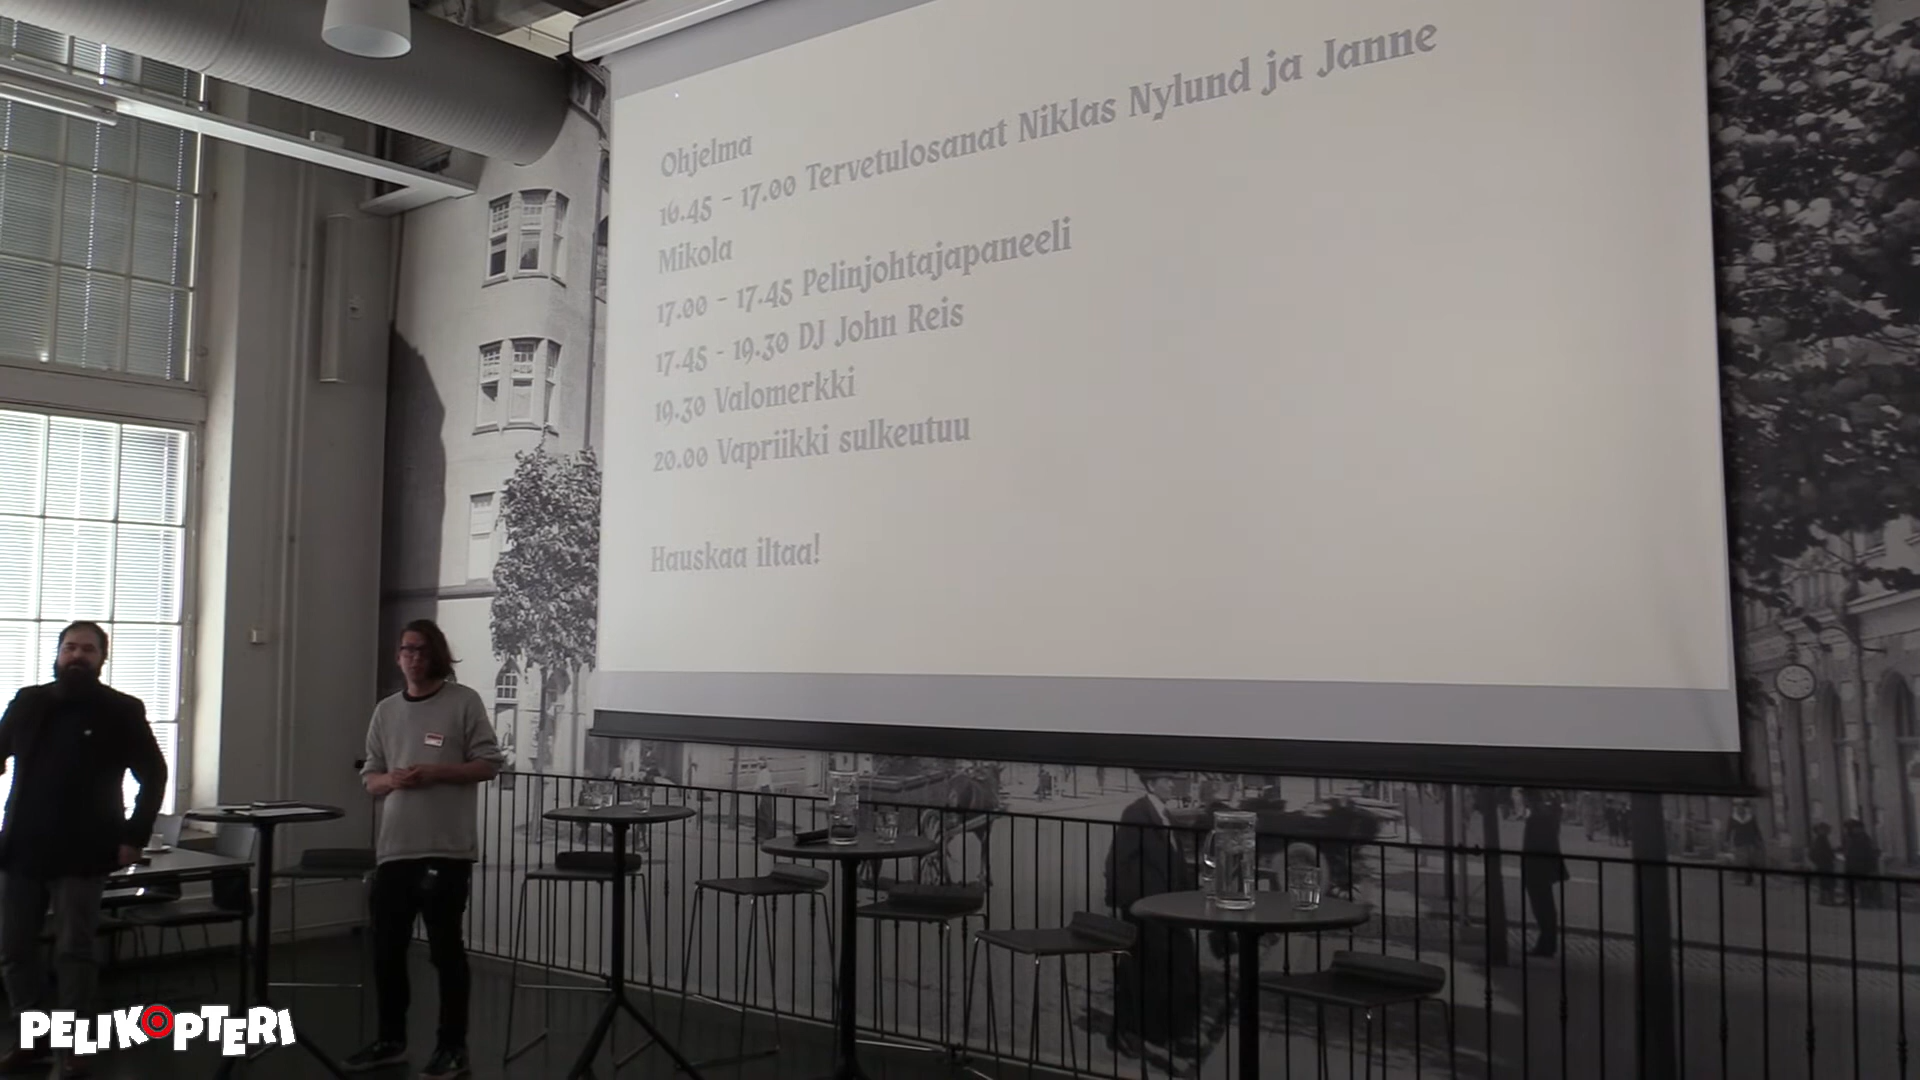 Ohjelma
16.45 - 17.00 Tervetulosanat Niklas Nylund ja Janne
Mikola
17.00 - 17.45 Pelinjohtajapaneeli
17.45 - 19.30 DJ John Reis
19.30 Valomerkki
20.00 Vapriikki sulkeutuu
Hauskaa iltaa!
PELIKOPTERI